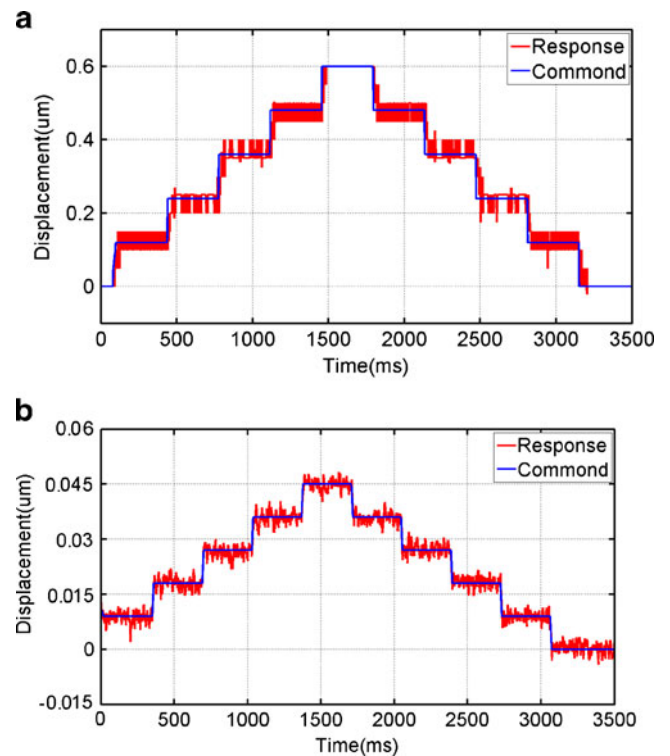 a
Response
Commond
0.6
0.4
0.2
0
Displacement(um)
0 500 1000 1500 2000 2500 3000 3500
Time(ms)
b
Response
Commond
0.06
0.045
0.03
0.015
0
-0.015
Displacement(um)
0 500 1000 1500 2000 2500 3000 3500
Time(ms)